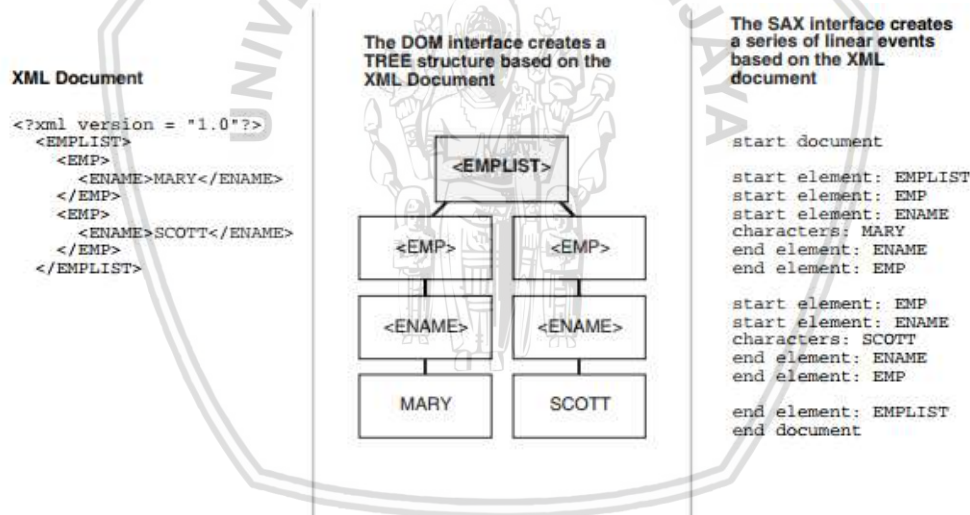 XML Document
<?xml version = "1.0"?>
<EMPLIST>
<EMP>
<ENAME>MARY</ENAME>
</EMP>
<EMP>
<ENAME>SCOTT</ENAME>
</EMP>
</EMPLIST>
The DOM interface creates a
TREE structure based on the
XML Document
<EMPLIST>
<EMP> <EMP>
<ENAME> <ENAME>
MARY SCOTT
The SAX interface creates
a series of linear events
based on the XML
document
start document
start element: EMPLIST
start element: EMP
start element: ENAME
characters: MARY
end element: ENAME
end element: EMP
start element: EMP
start element: ENAME
characters: SCOTT
end element: ENAME
end element: EMP
end element: EMPLIST
end document